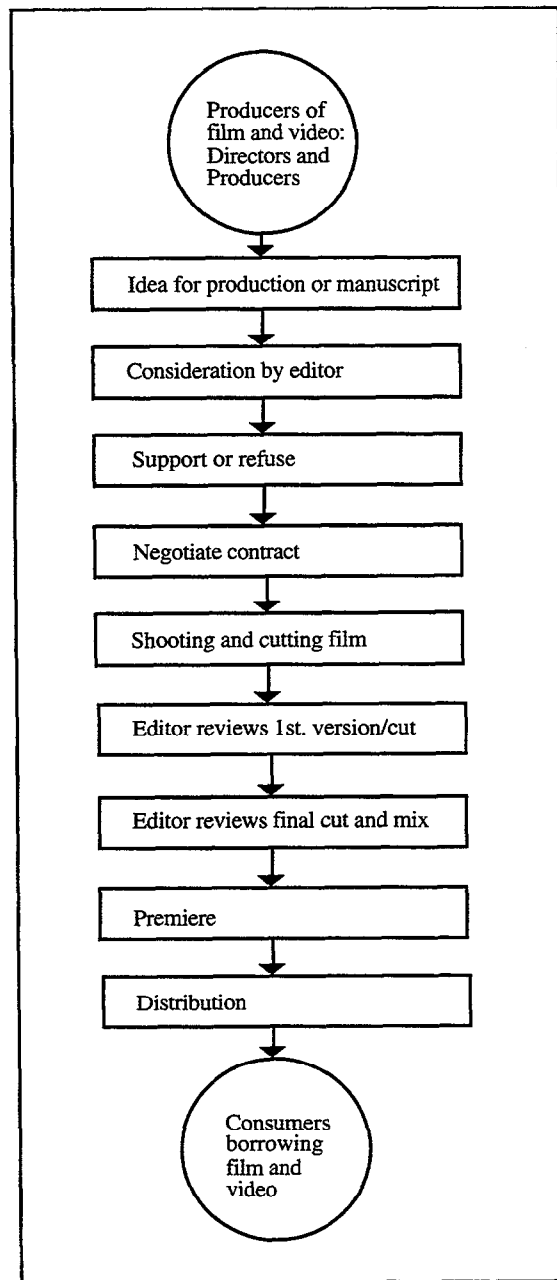 Producers of
film and video:
Directors and
Producers
Idea for production or manuscript
Consideration by editor
Support or refuse
Negotiate contract
Shooting and cutting film
Editor reviews 1st. version/cut
Editor reviews final cut and mix
Premiere
Distribution
Consumers
borrowing
film and
video